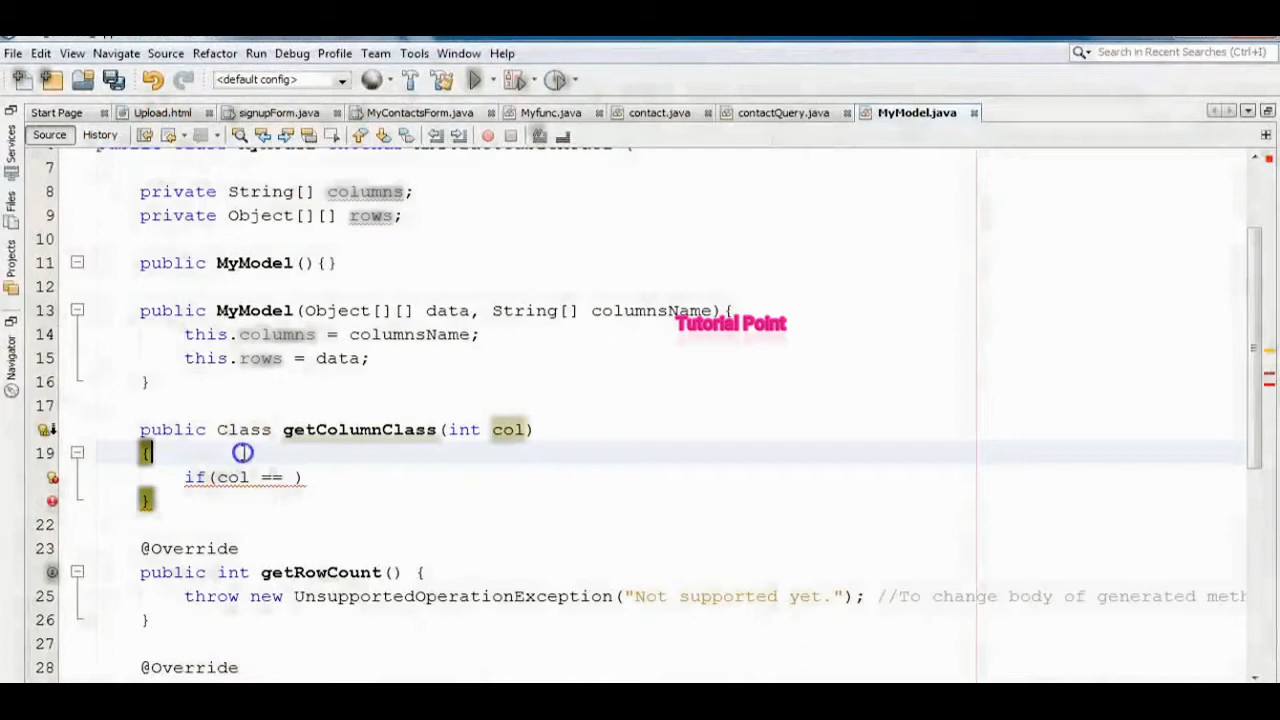 File Edit View Navigate Source Refactor Run Debug Profile Team Tools Window Help
Search in Recent Searches (Ctrl+I)
<default config>
Start Page Upload.html signupForm.java MyContactsForm.java Myfunc.java contact.java contactQuery.java MyModel.java
Source History
Services
Files
Projects
Navigator
7
8 private String[] columns;
9 private Object[][] rows;
10
11 public MyModel(){}
12
13 public MyModel(Object[][] data, String[] columnsName){
Tutorial Point
14 this.columns = columnsName;
15 this.rows = data;
16 }
17
public Class getColumnClass(int col)
19 {
if(col == )
}
22
23 @Override
public int getRowCount() {
25 throw new UnsupportedOperationException("Not supported yet."); //To change body of generated meth
26 }
27
28 @Override